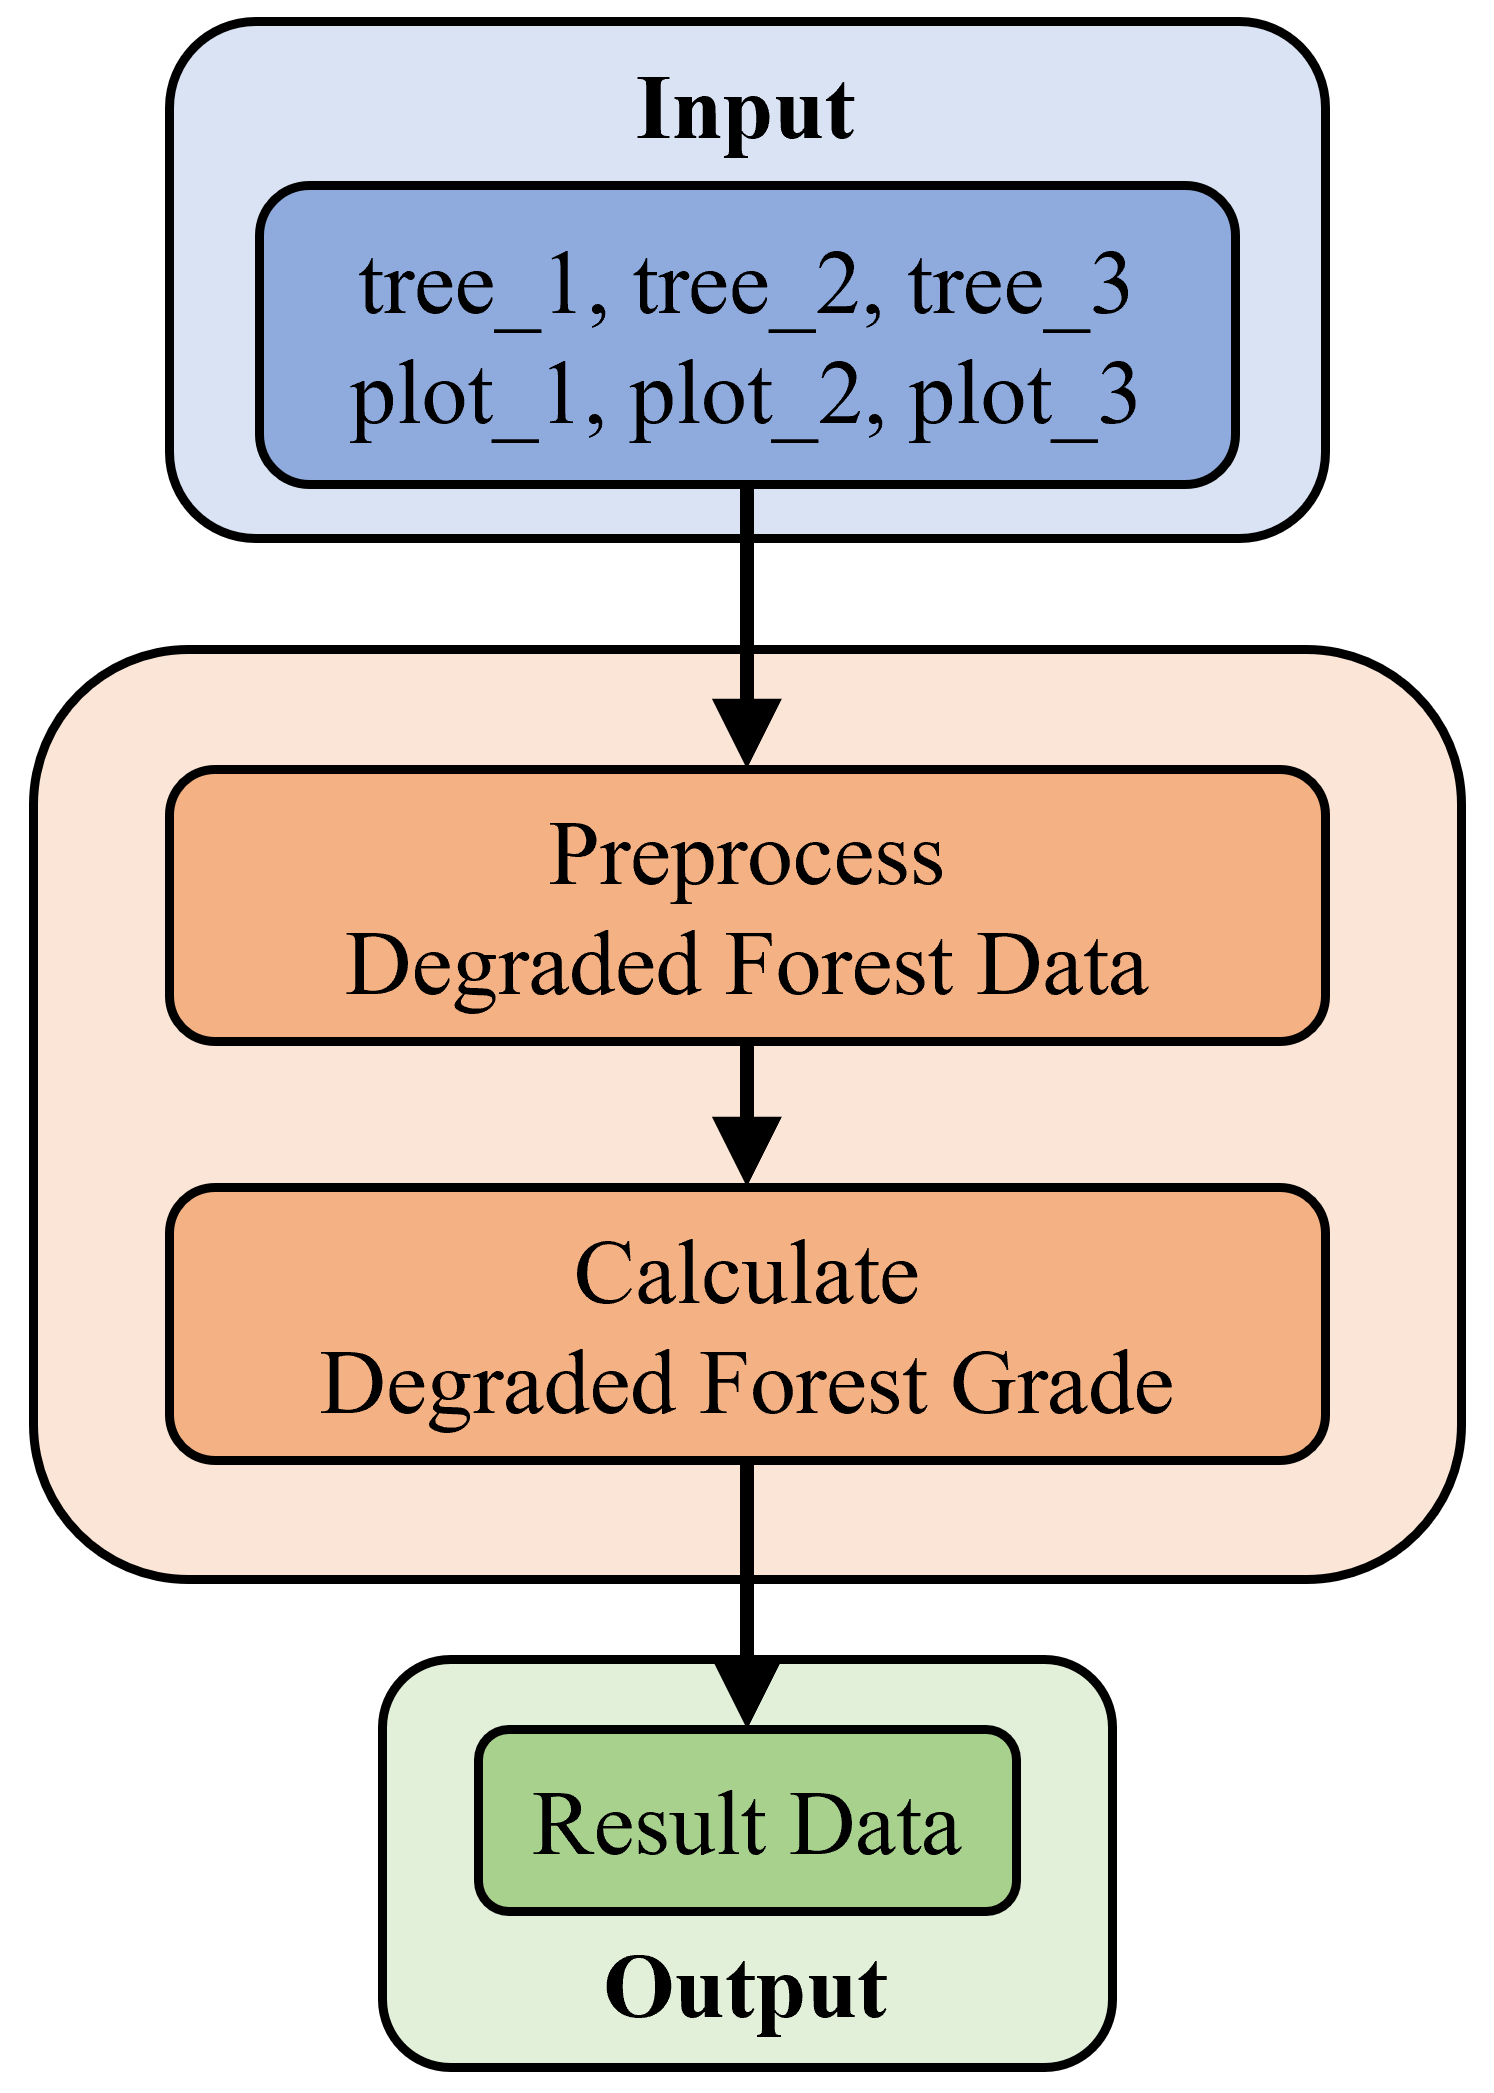 Input
tree_1, tree_2, tree_3
plot_1, plot_2, plot_3
Preprocess
Degraded Forest Data
Calculate
Degraded Forest Grade
Result Data
Output